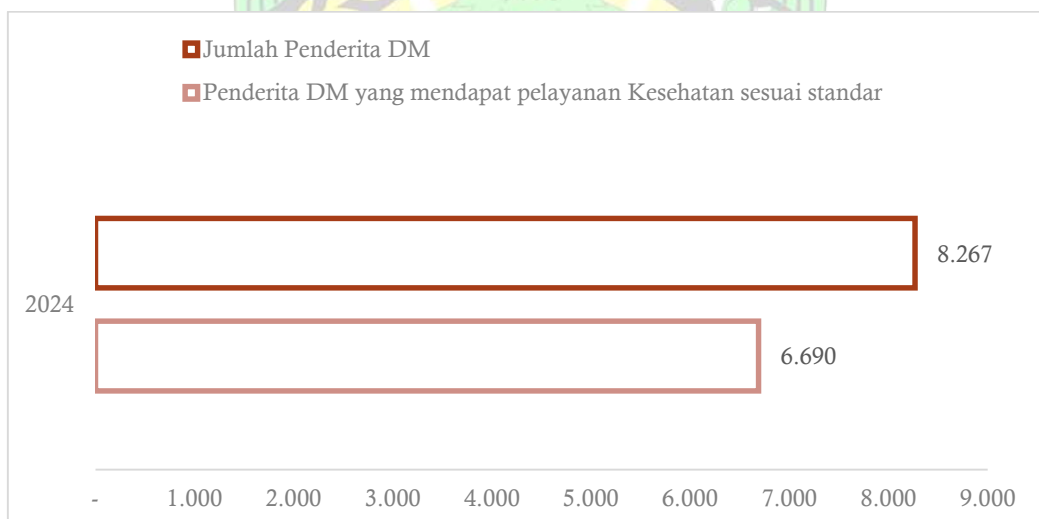 Jumlah Penderita DM
Penderita DM yang mendapat pelayanan Kesehatan sesuai standar
8.267
2024
6.690
- 1.000 2.000 3.000 4.000 5.000 6.000 7.000 8.000 9.000